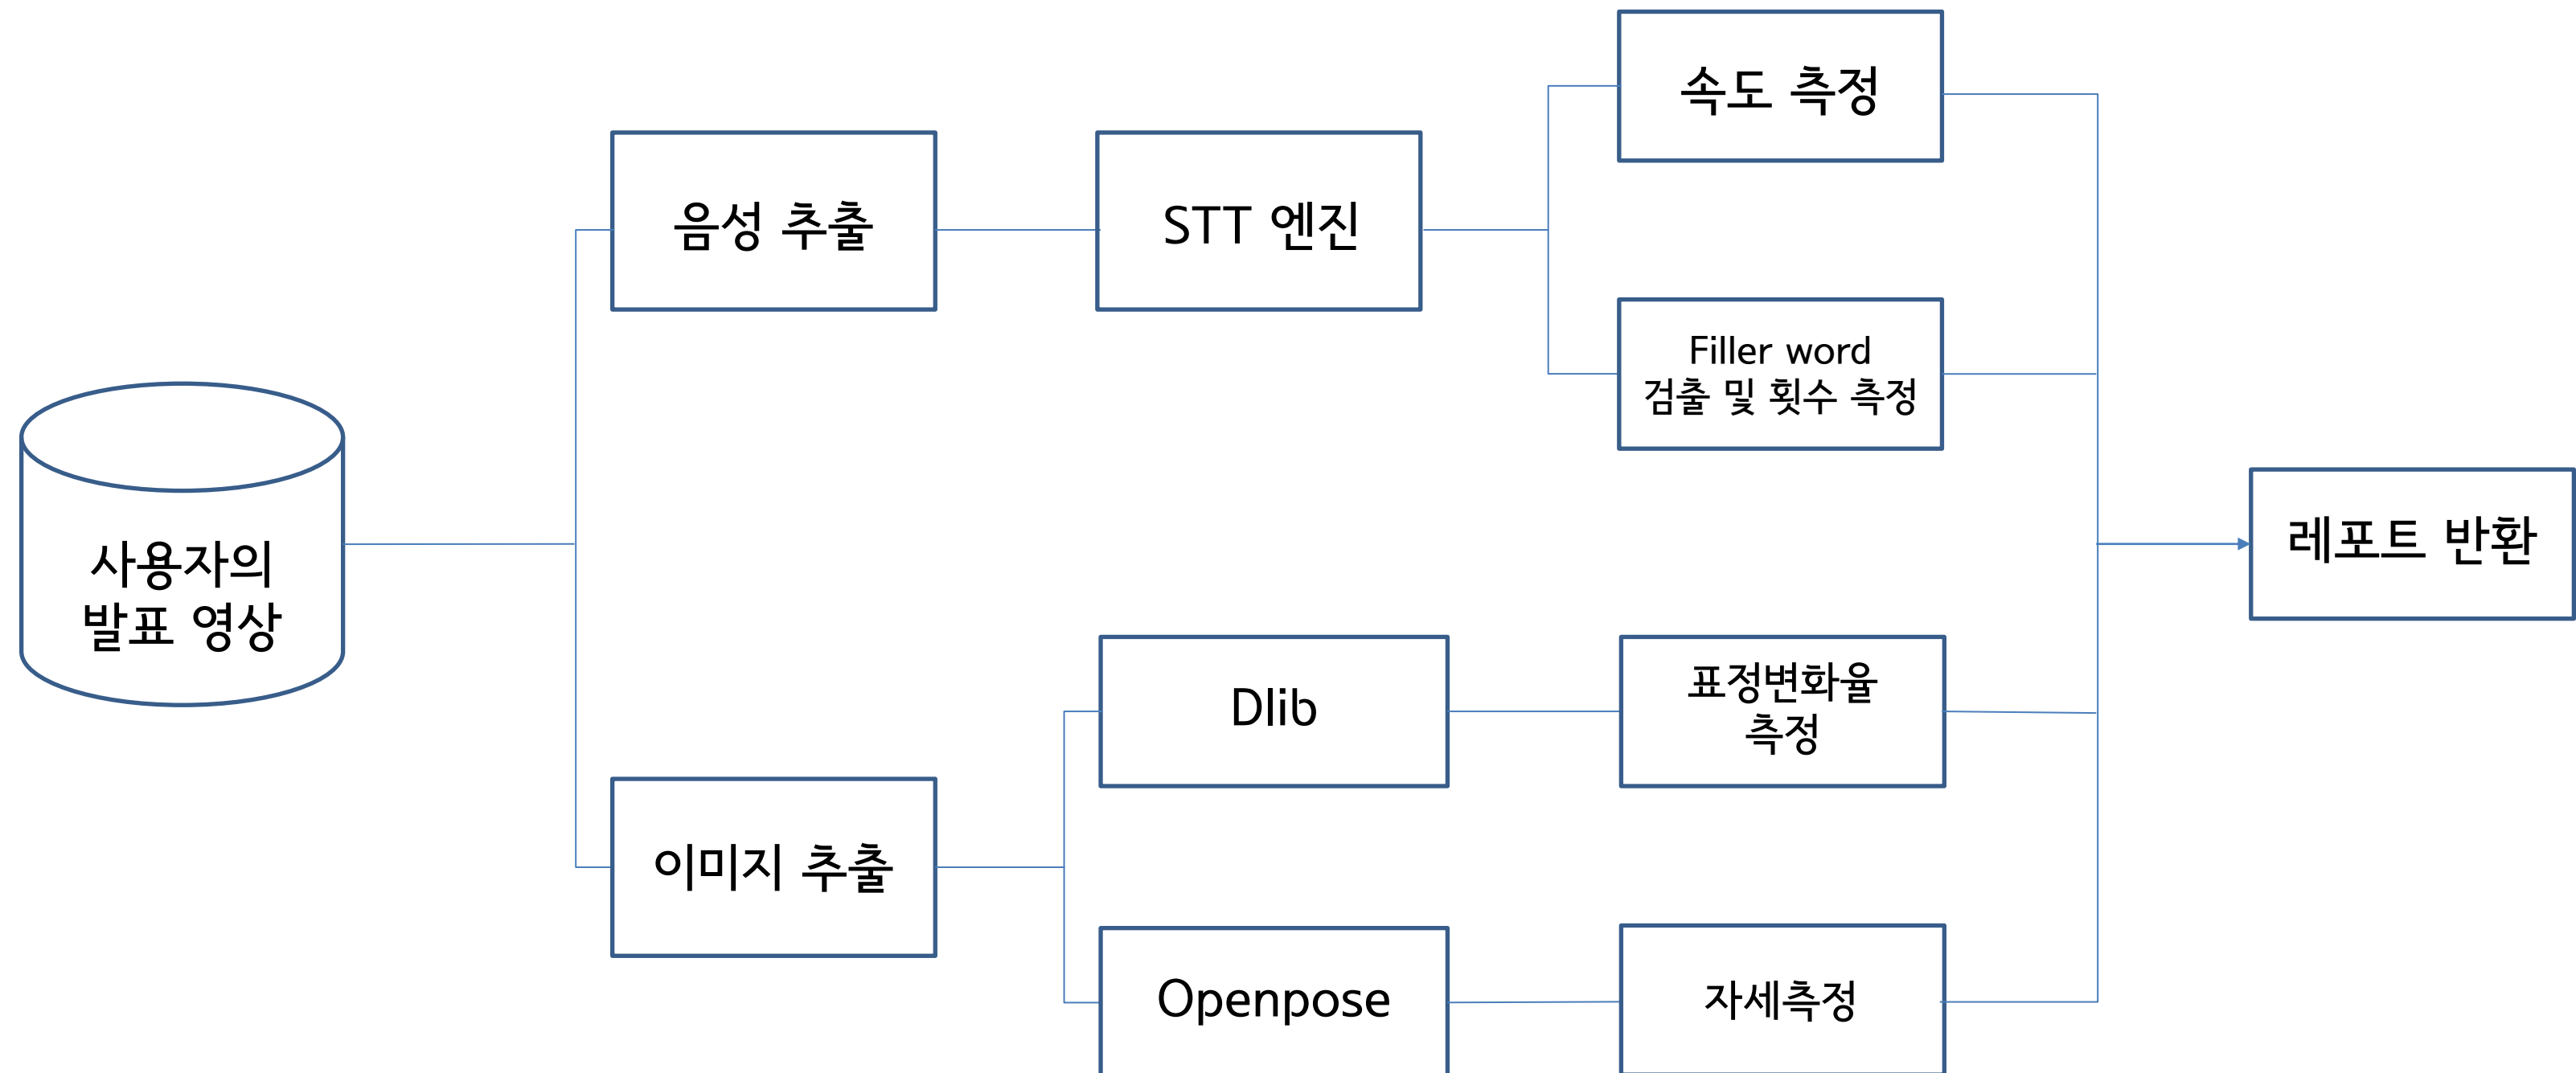 사용자의
발표 영상
음성 추출
STT 엔진
속도 측정
Filler word
검출 및 횟수 측정
이미지 추출
Dlib
표정변화율
측정
Openpose
자세측정
레포트 반환